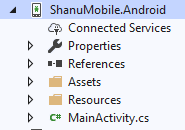 ShanuMobile.Android
Connected Services
Properties
References
Assets
Resources
C# MainActivity.cs